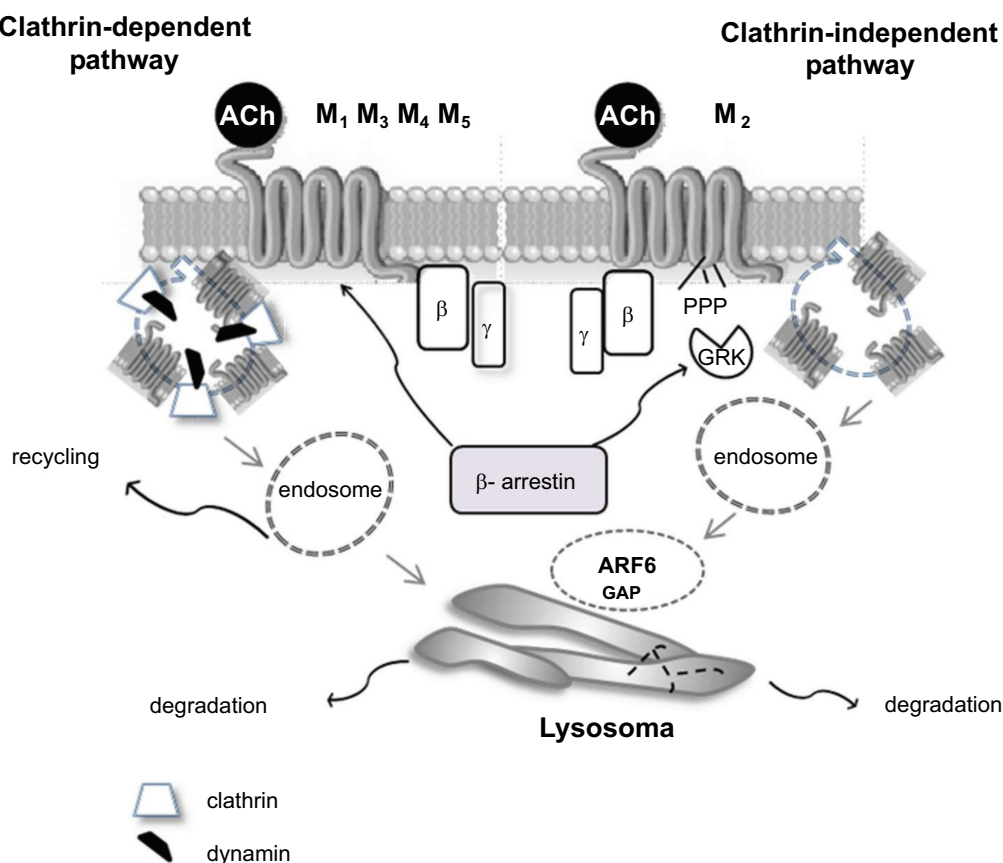 Clathrin-dependent
pathway
Clathrin-independent
pathway
ACh
M1 M3 M4 M5
ACh
M2
β
γ
γ
β
PPP
GRK
recycling
endosome
β- arrestin
endosome
ARF6
GAP
degradation
degradation
Lysosoma
clathrin
dynamin